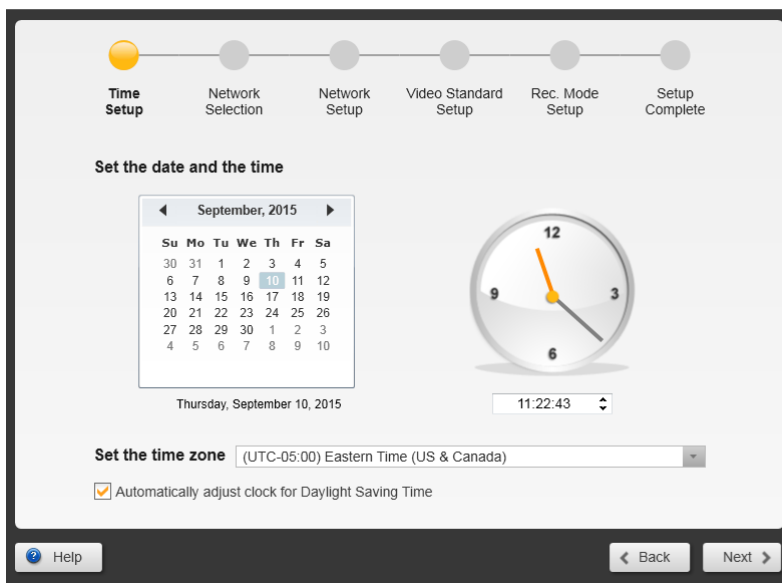 Time Setup
Network Selection
Network Setup
Video Standard Setup
Rec. Mode Setup
Setup Complete
Set the date and the time
September, 2015
Su Mo Tu We Th Fr Sa
30 31 1 2 3 4 5
6 7 8 9 10 11 12
13 14 15 16 17 18 19
20 21 22 23 24 25 26
27 28 29 30 1 2 3
4 5 6 7 8 9 10
Thursday, September 10, 2015
12
9 3
6
11:22:43
Set the time zone (UTC-05:00) Eastern Time (US & Canada)
Automatically adjust clock for Daylight Saving Time
? Help
Back
Next